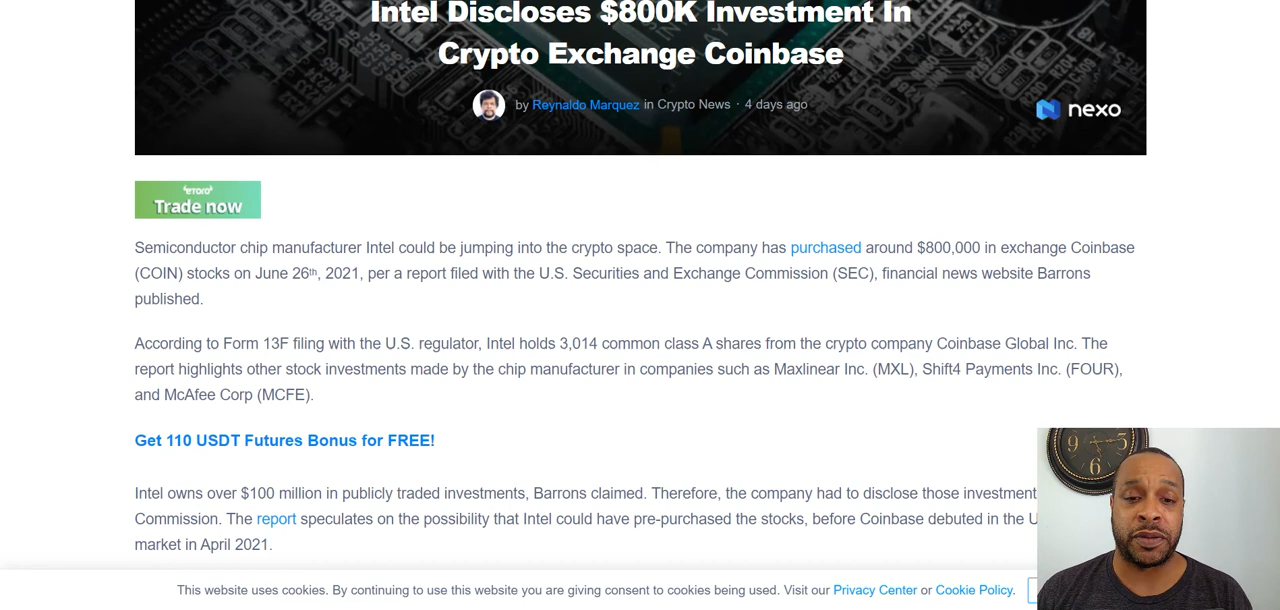 Intel Discloses $800K Investment In
Crypto Exchange Coinbase
by Reynaldo Marquez in Crypto News · 4 days ago
nexo
eToro
Trade now
Semiconductor chip manufacturer Intel could be jumping into the crypto space. The company has purchased around $800,000 in exchange Coinbase
(COIN) stocks on June 26th, 2021, per a report filed with the U.S. Securities and Exchange Commission (SEC), financial news website Barrons
published.
According to Form 13F filing with the U.S. regulator, Intel holds 3,014 common class A shares from the crypto company Coinbase Global Inc. The
report highlights other stock investments made by the chip manufacturer in companies such as Maxlinear Inc. (MXL), Shift4 Payments Inc. (FOUR),
and McAfee Corp (MCFE).
Get 110 USDT Futures Bonus for FREE!
Intel owns over $100 million in publicly traded investments, Barrons claimed. Therefore, the company had to disclose those investment
Commission. The report speculates on the possibility that Intel could have pre-purchased the stocks, before Coinbase debuted in the U
market in April 2021.
This website uses cookies. By continuing to use this website you are giving consent to cookies being used. Visit our Privacy Center or Cookie Policy.
9 3
6